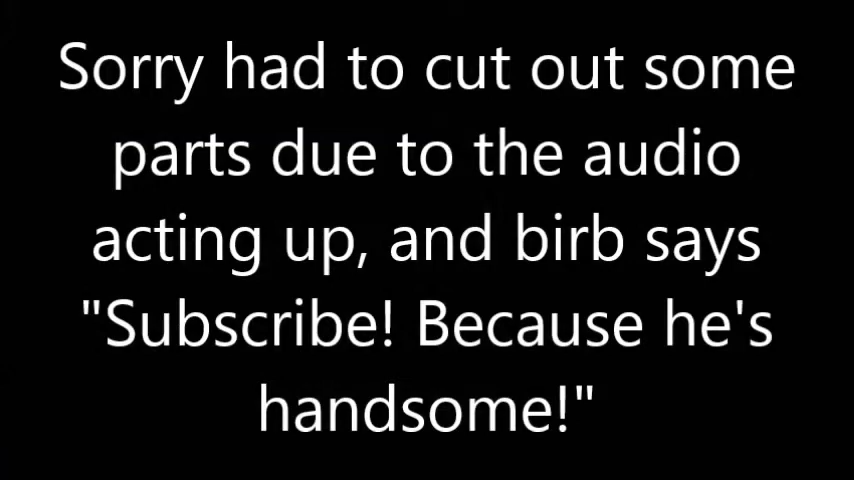 Sorry had to cut out some
parts due to the audio
acting up, and birb says
"Subscribe! Because he's
handsome!"